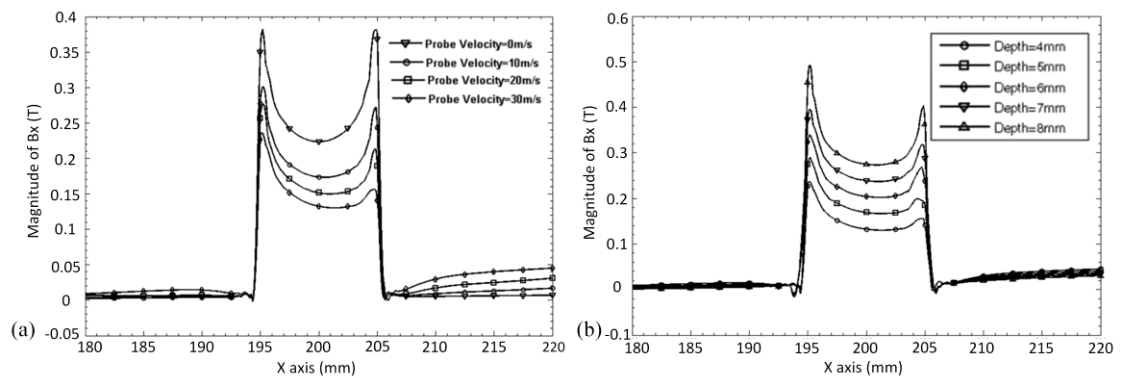 0.4
0.35
0.3
0.25
0.2
0.15
0.1
0.05
0
-0.05
Magnitude of Bx (T)
Probe Velocity=0m/s
Probe Velocity=10m/s
Probe Velocity=20m/s
Probe Velocity=30m/s
180 185 190 195 200 205 210 215 220
X axis (mm)
(a)
0.6
0.5
0.4
0.3
0.2
0.1
0
-0.1
Magnitude of Bx (T)
Depth=4mm
Depth=5mm
Depth=6mm
Depth=7mm
Depth=8mm
180 185 190 195 200 205 210 215 220
X axis (mm)
(b)